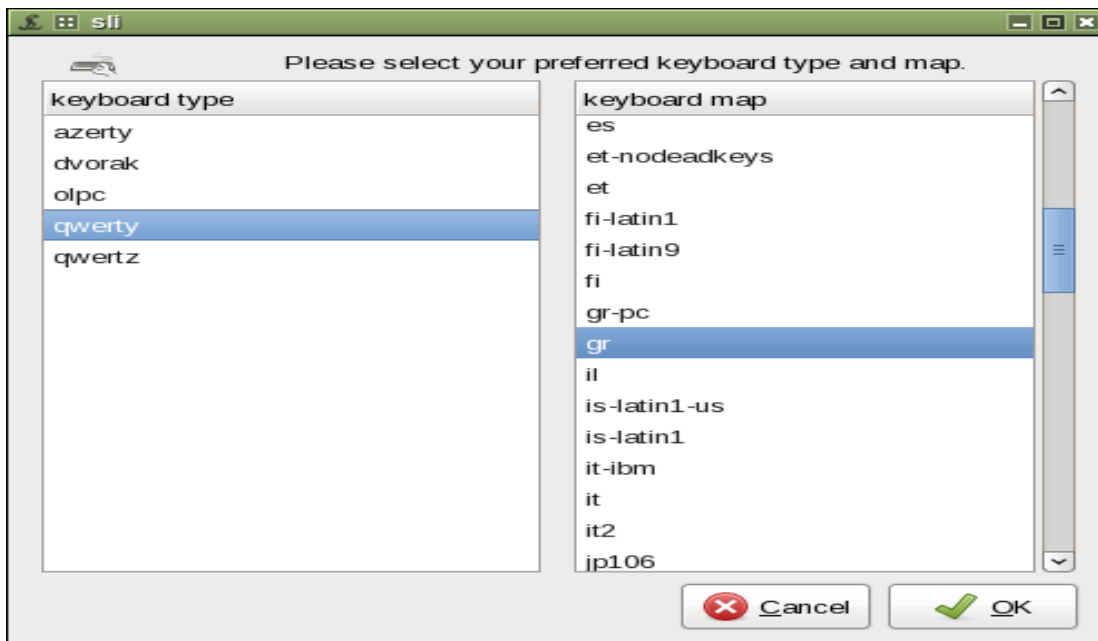 sli
Please select your preferred keyboard type and map.
keyboard type
azerty
dvorak
olpc
qwerty
qwertz
keyboard map
es
et-nodeadkeys
et
fi-latin1
fi-latin9
fi
gr-pc
gr
il
is-latin1-us
is-latin1
it-ibm
it
it2
jp106
Cancel
OK